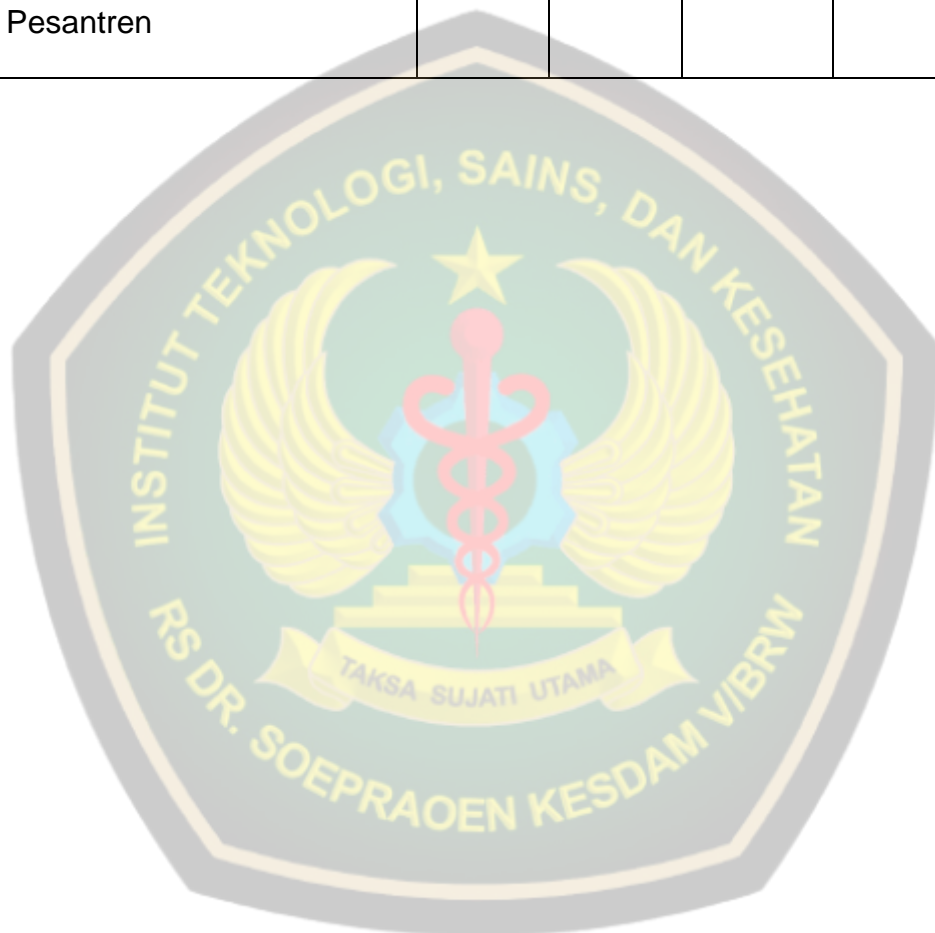 Pesantren
INSTITUT TEKNOLOGI, SAINS, DAN KESEHATAN
TAKSA SUJATI UTAMA
RS DR. SOEPRAOEN KESDAM V/BRW